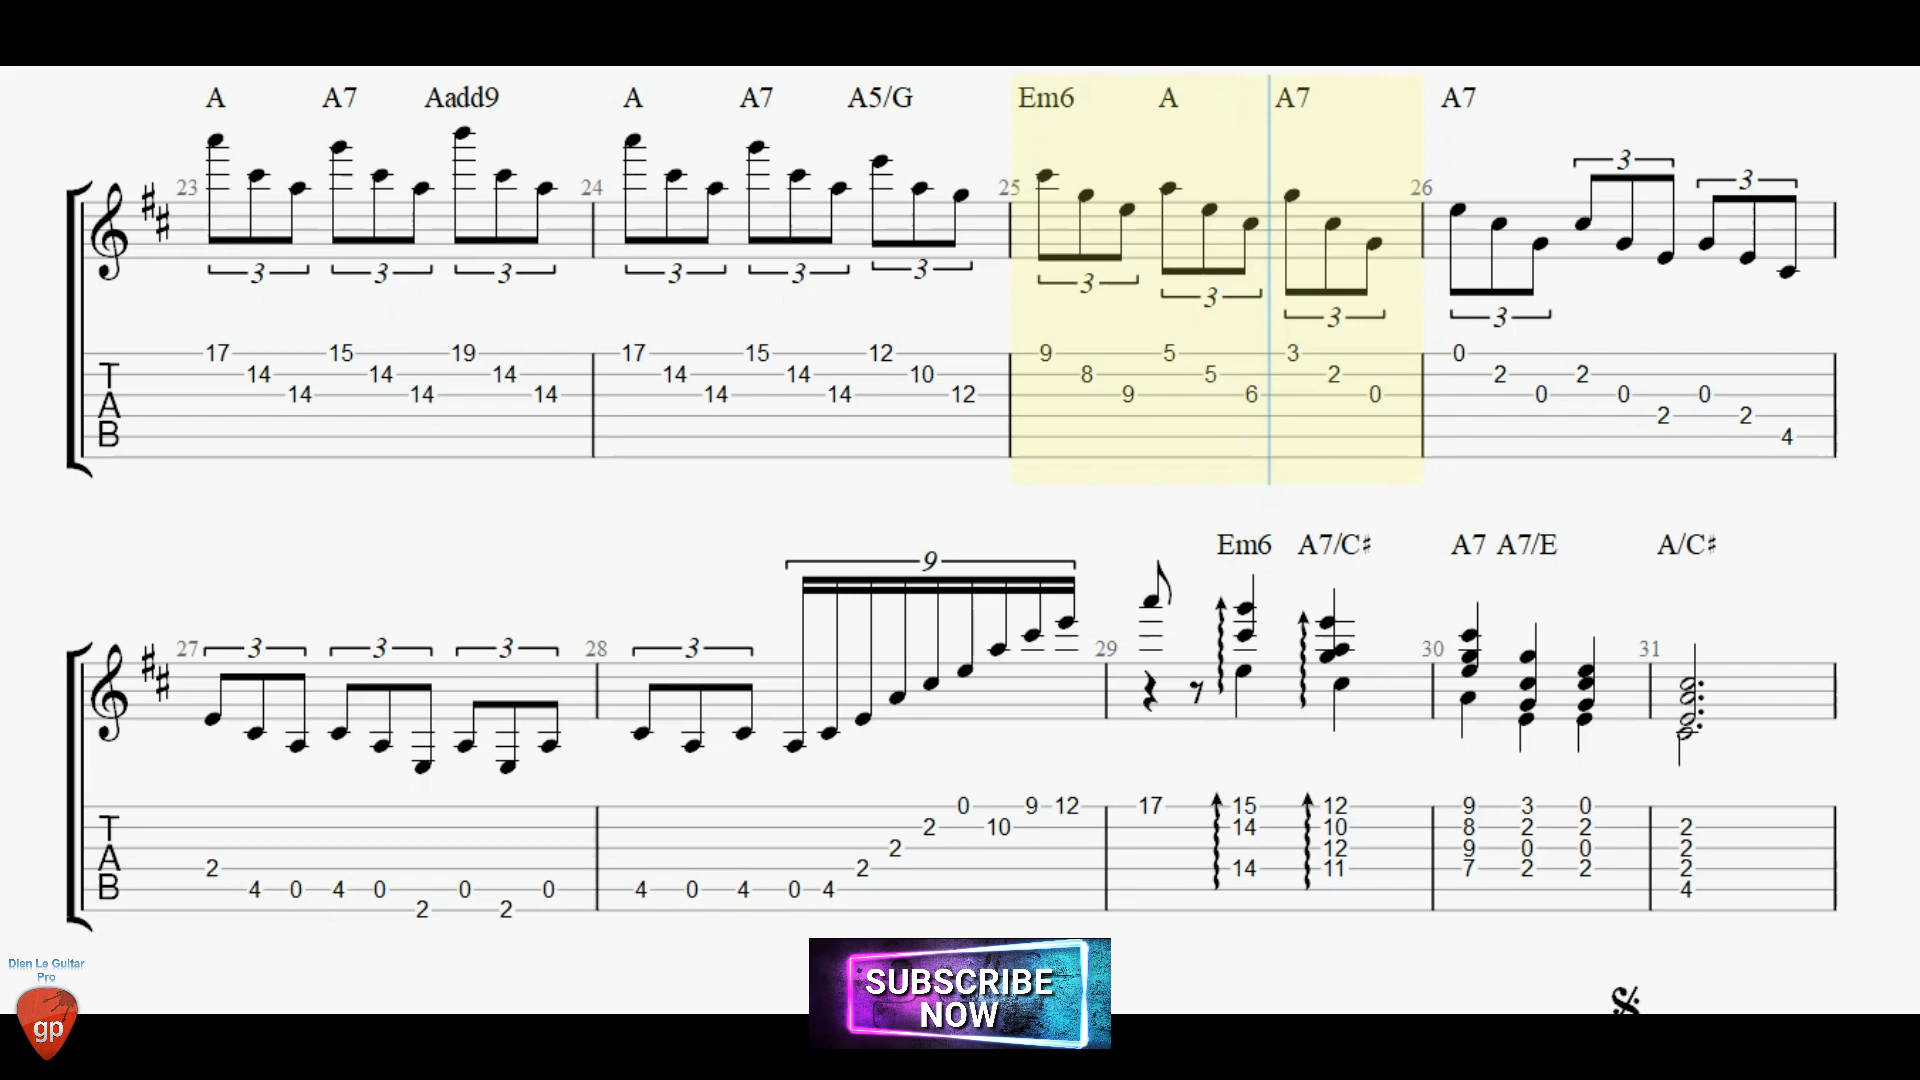 A A7 Aadd9 A A7 A5/G Em6 A A7 A7
3 3
23 24 25 26
3 3 3 3 3 3 3 3 3 3
17 15 19 17 15 12 9 5 3 0
T 14 14 14 14 14 10 8 5 2 2 2
A 14 14 14 14 14 12 9 6 0 0 0 0
2 2
B 4
Em6 A7/C♯ A7 A7/E A/C♯
9
27 3 3 3 28 3 29 30 31
0 9 12 17 15 12 9 3 0
T 2 10 14 10 8 2 2 2
A 2 12 9 0 0 2
2 2 14 11 7 2 2 2
B 4 0 4 0 0 0 4 0 4 0 4 4
2 2
Dien Le Guitar
Pro
gp
SUBSCRIBE
NOW